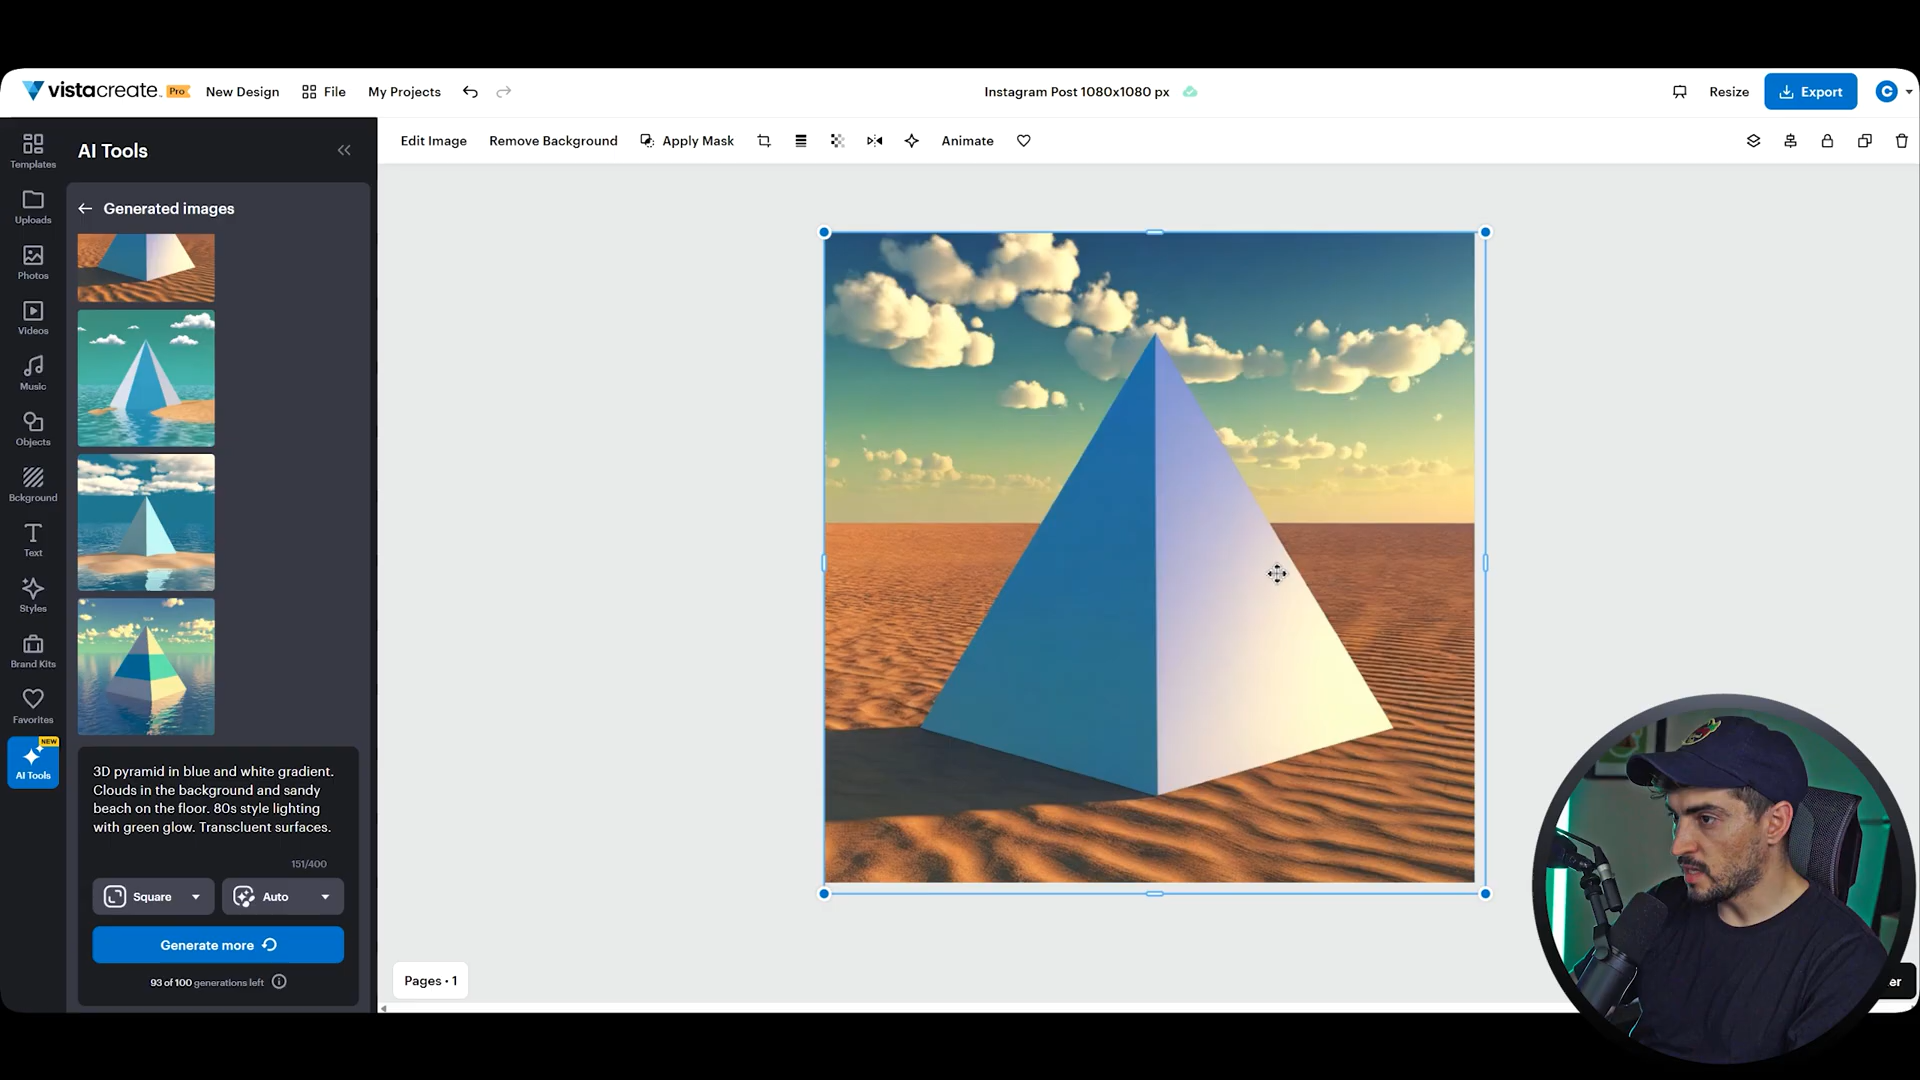 vistacreate Pro New Design File My Projects Instagram Post 1080x1080 px Resize Export C
Edit Image Remove Background Apply Mask Animate
Templates
Uploads
Photos
Videos
Music
Objects
Bckground
Text
Styles
Brand Kits
Favorites
NEW
AI Tools
AI Tools
Generated images
3D pyramid in blue and white gradient.
Clouds in the background and sandy
beach on the floor. 80s style lighting
with green glow. Transcluent surfaces.
151/400
Square Auto
Generate more
93 of 100 generations left
Pages • 1